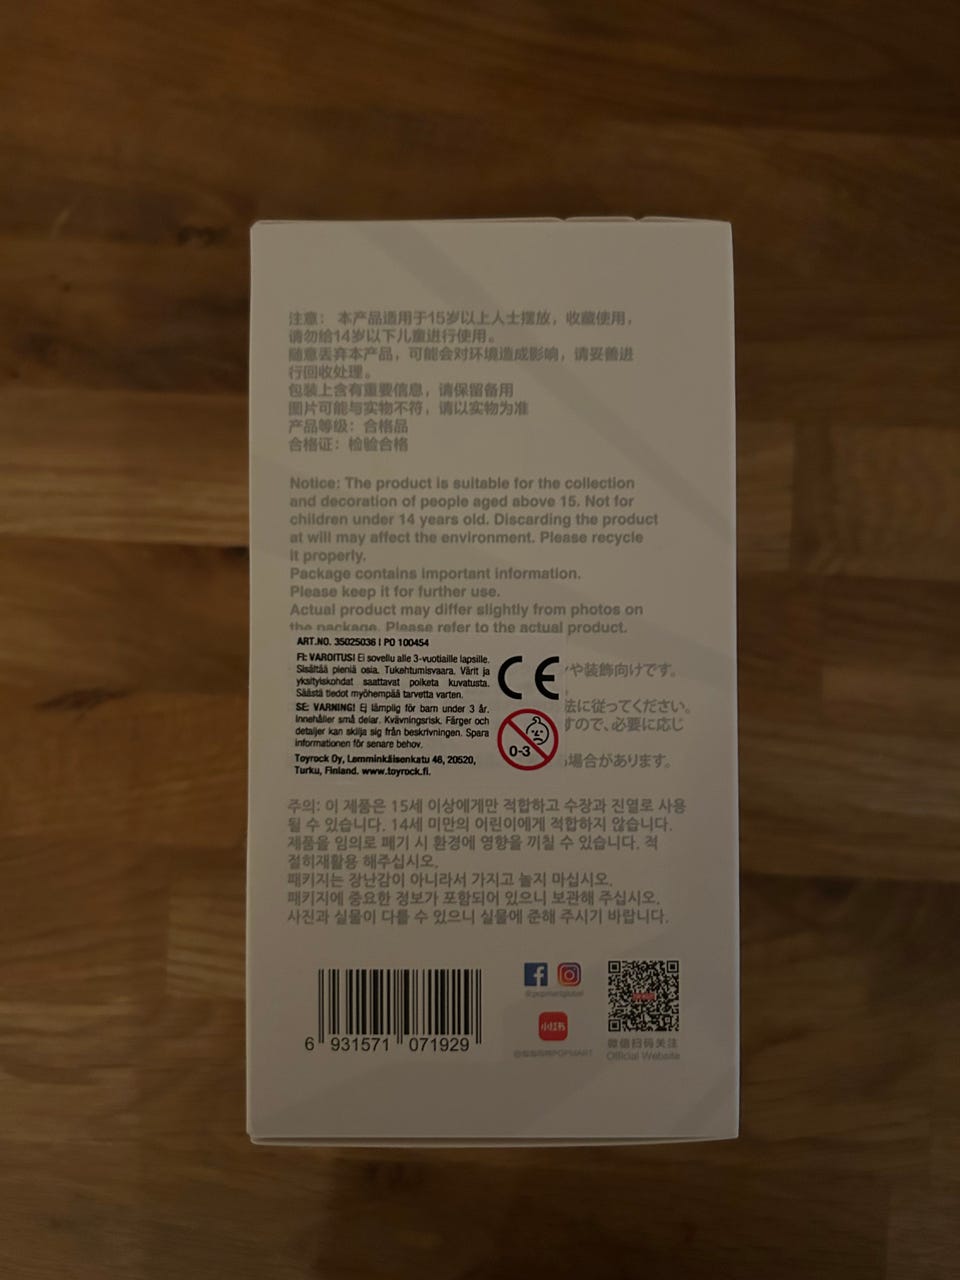 注意： 本产品适用于15岁以上人士摆放，收藏使用，
请勿给14岁以下儿童进行使用。
随意丢弃本产品，可能会对环境造成影响，请妥善进
行回收处理。
包装上含有重要信息，请保留备用
图片可能与实物不符，请以实物为准
产品等级：合格品
合格证：检验合格
Notice: The product is suitable for the collection
and decoration of people aged above 15. Not for
children under 14 years old. Discarding the product
at will may affect the environment. Please recycle
it properly.
Package contains important information.
Please keep it for further use.
Actual product may differ slightly from photos on
the package. Please refer to the actual product.
ART.NO. 35025036 I PO 100454
FI: VAROITUS! Ei sovellu alle 3-vuotiaille lapsille.
Sisältää pieniä osia. Tukehtumisvaara. Värit ja
yksityiskohdat saattavat poiketa kuvatusta.
Säästä tiedot myöhempää tarvetta varten.
SE: VARNING! Ej lämplig för barn under 3 år.
Innehåller små delar. Kvävningsrisk. Färger och
detaljer kan skilja sig från beskrivningen. Spara
informationen för senare behov.
Toyrock Oy, Lemminkäisenkatu 46, 20520,
Turku, Finland. www.toyrock.fi.
CE
0-3
や装飾向けです。
法に従ってください。
すので、必要に応じ
場合があります。
주의: 이 제품은 15세 이상에게만 적합하고 수장과 진열로 사용
될 수 있습니다. 14세 미만의 어린이에게 적합하지 않습니다.
제품을 임의로 폐기 시 환경에 영향을 끼칠 수 있습니다. 적
절히재활용 해주십시오.
패키지는 장난감이 아니라서 가지고 놀지 마십시오.
패키지에 중요한 정보가 포함되어 있으니 보관해 주십시오.
사진과 실물이 다를 수 있으니 실물에 준해 주시기 바랍니다.
6 931571 071929
@popmartglobal
小红书
POPMART
微信扫码关注
Official Website